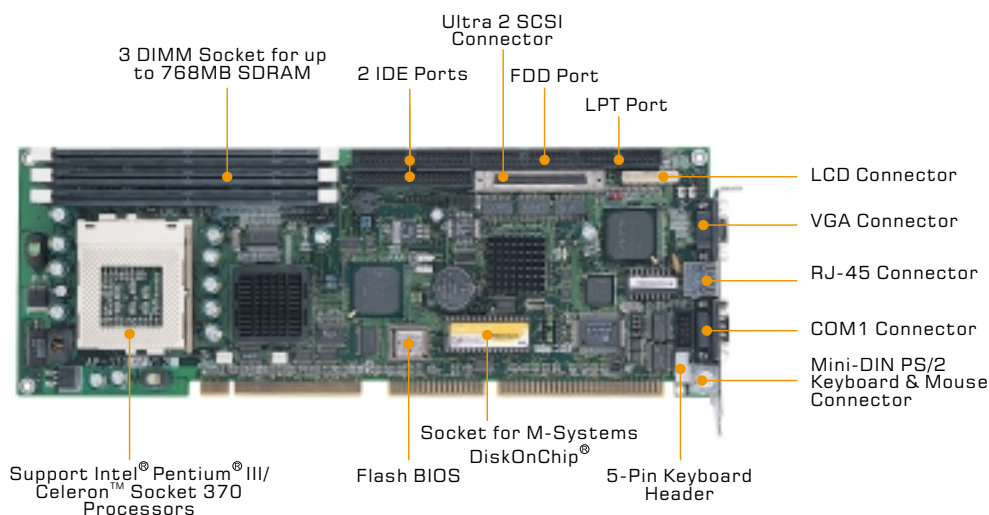 Ultra 2 SCSI
Connector
3 DIMM Socket for up
to 768MB SDRAM
2 IDE Ports
FDD Port
LPT Port
LCD Connector
VGA Connector
RJ-45 Connector
COM1 Connector
Mini-DIN PS/2
Keyboard & Mouse
Connector
Socket for M-Systems
DiskOnChip®
Support Intel® Pentium® III/
Celeron™ Socket 370
Processors
Flash BIOS
5-Pin Keyboard
Header